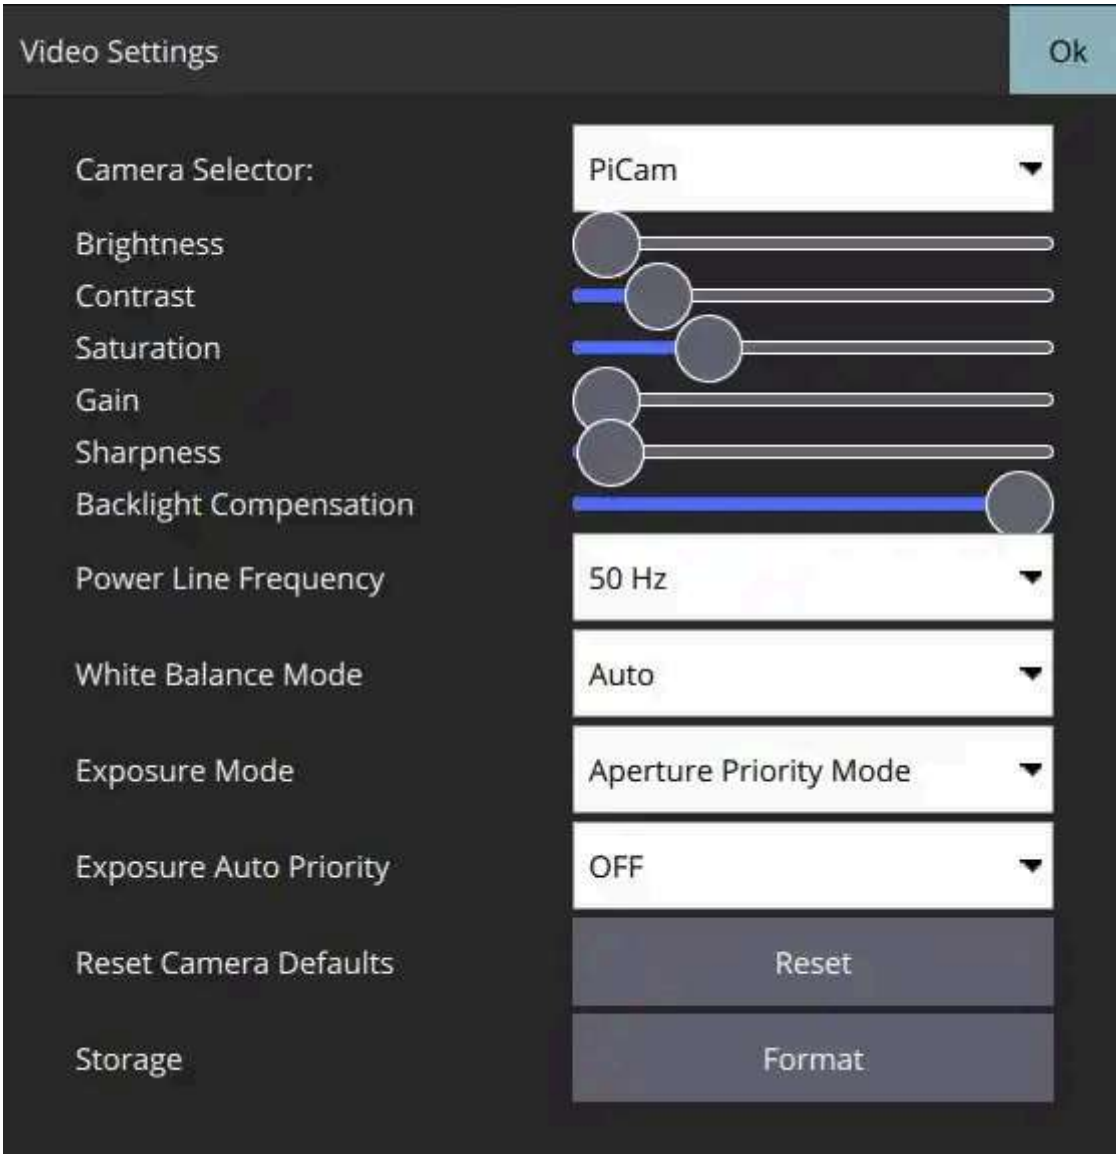 Video Settings Ok
Camera Selector: PiCam
Brightness
Contrast
Saturation
Gain
Sharpness
Backlight Compensation
Power Line Frequency 50 Hz
White Balance Mode Auto
Exposure Mode Aperture Priority Mode
Exposure Auto Priority OFF
Reset Camera Defaults Reset
Storage Format